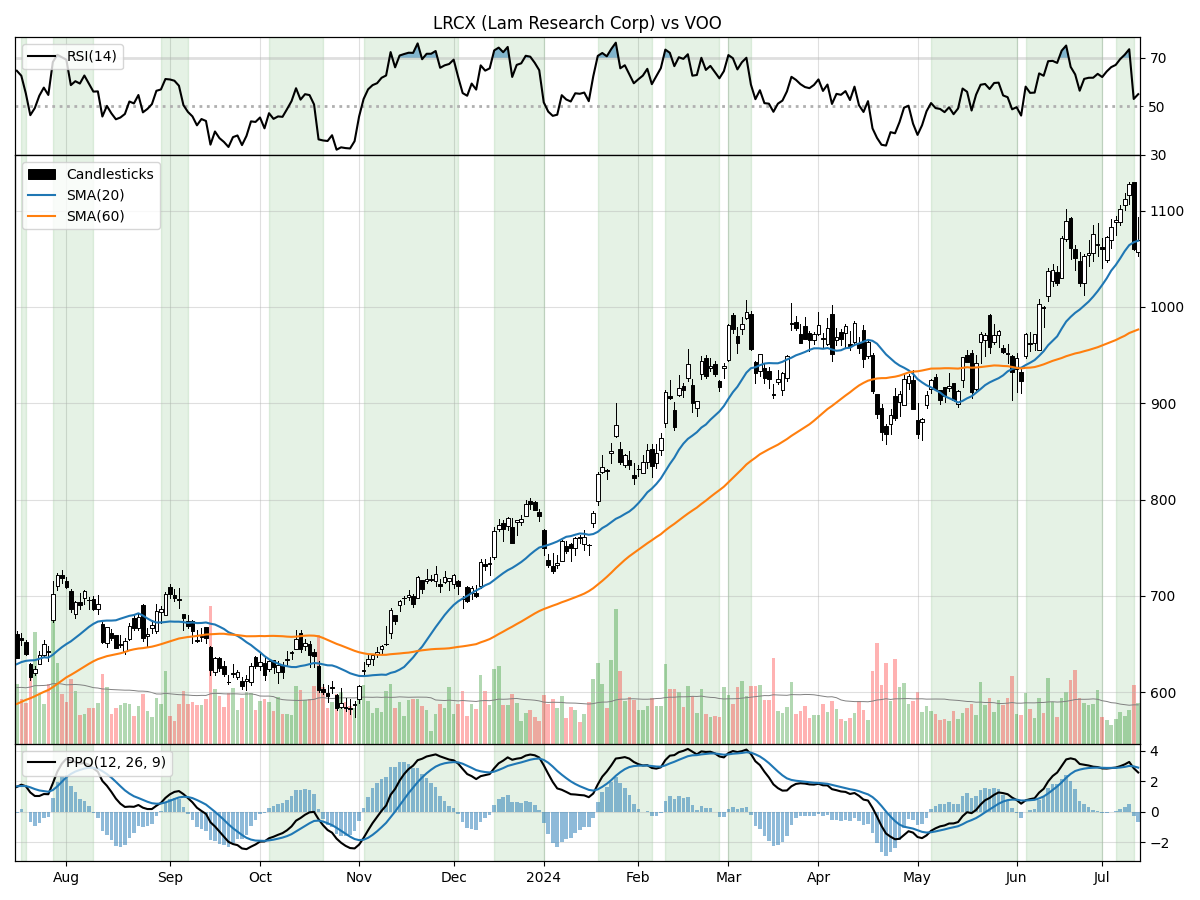 LRCX (Lam Research Corp) vs VOO
RSI(14)
70
50
30
Candlesticks
SMA(20)
SMA(60)
1100
1000
900
800
700
600
PPO(12, 26, 9)
4
2
0
−2
Aug Sep Oct Nov Dec 2024 Feb Mar Apr May Jun Jul